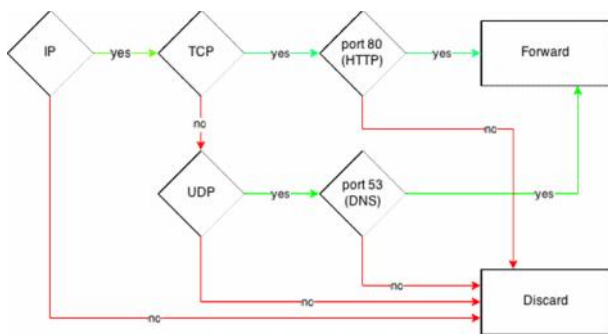 IP
yes
TCP
yes
port 80
(HTTP)
yes
Forward
no
no
UDP
yes
port 53
(DNS)
yes
no
no
no
Discard